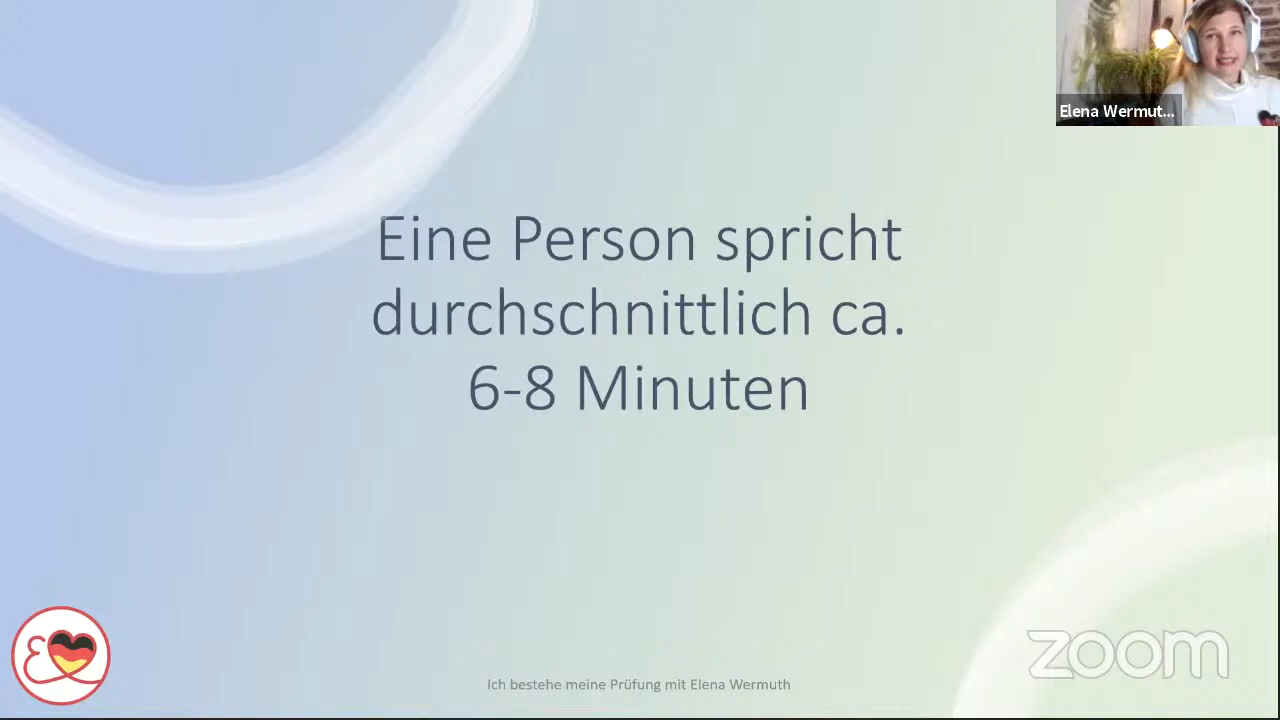 Elena Wermut...
Eine Person spricht
durchschnittlich ca.
6-8 Minuten
zoom
Ich bestehe meine Prüfung mit Elena Wermuth